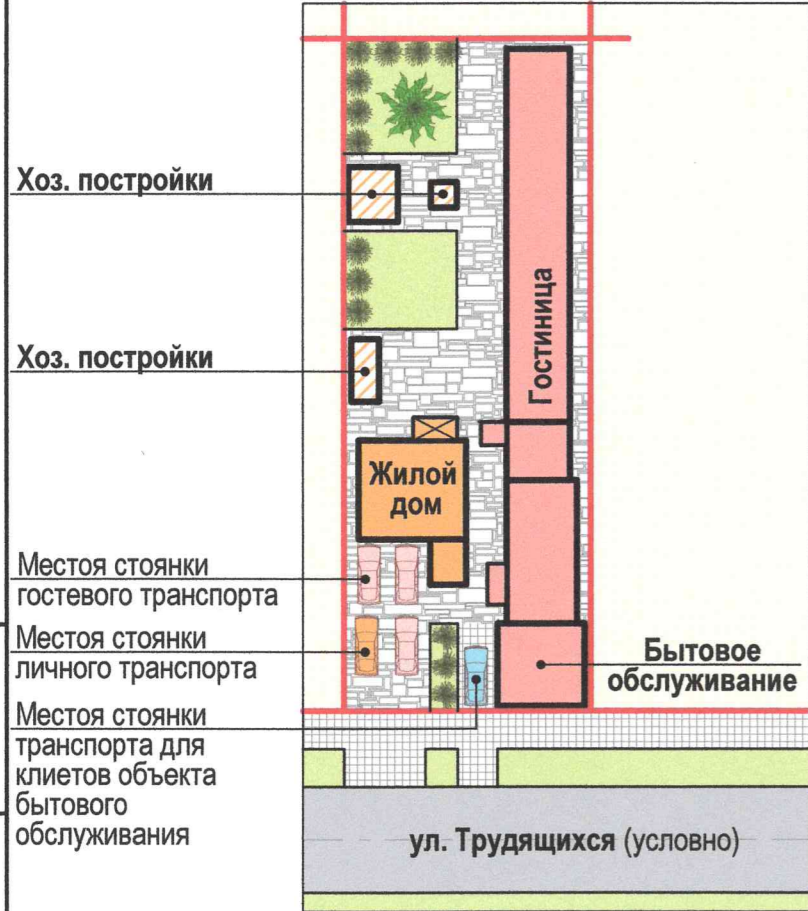 Хоз. постройки
Гостиница
Хоз. постройки
Жилой
дом
Местоя стоянки
гостевого транспорта
Местоя стоянки
личного транспорта
Бытовое
обслуживание
Местоя стоянки
транспорта для
клиетов объекта
бытового
обслуживания
ул. Трудящихся (условно)